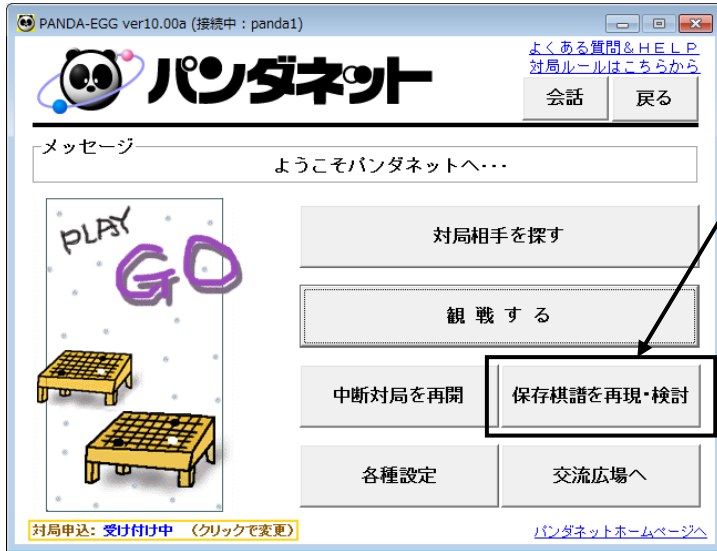 PANDA-EGG ver10.00a (接続中：panda1)
パンダネット
よくある質問&ＨＥＬＰ
対局ルールはこちらから
会話
戻る
メッセージ
ようこそパンダネットへ・・・
PLAY
GO
対局相手を探す
観 戦 す る
中断対局を再開
保存棋譜を再現・検討
各種設定
交流広場へ
対局申込: 受け付け中 （クリックで変更）
パンダネットホームページへ